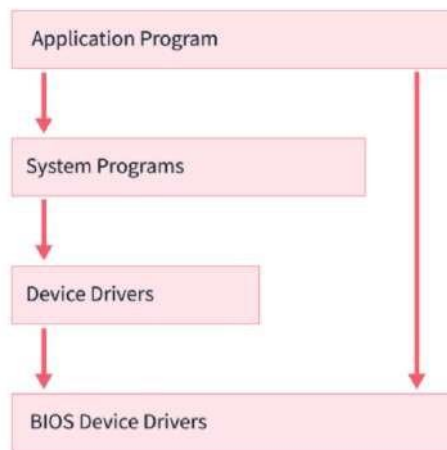 Application Program
System Programs
Device Drivers
BIOS Device Drivers